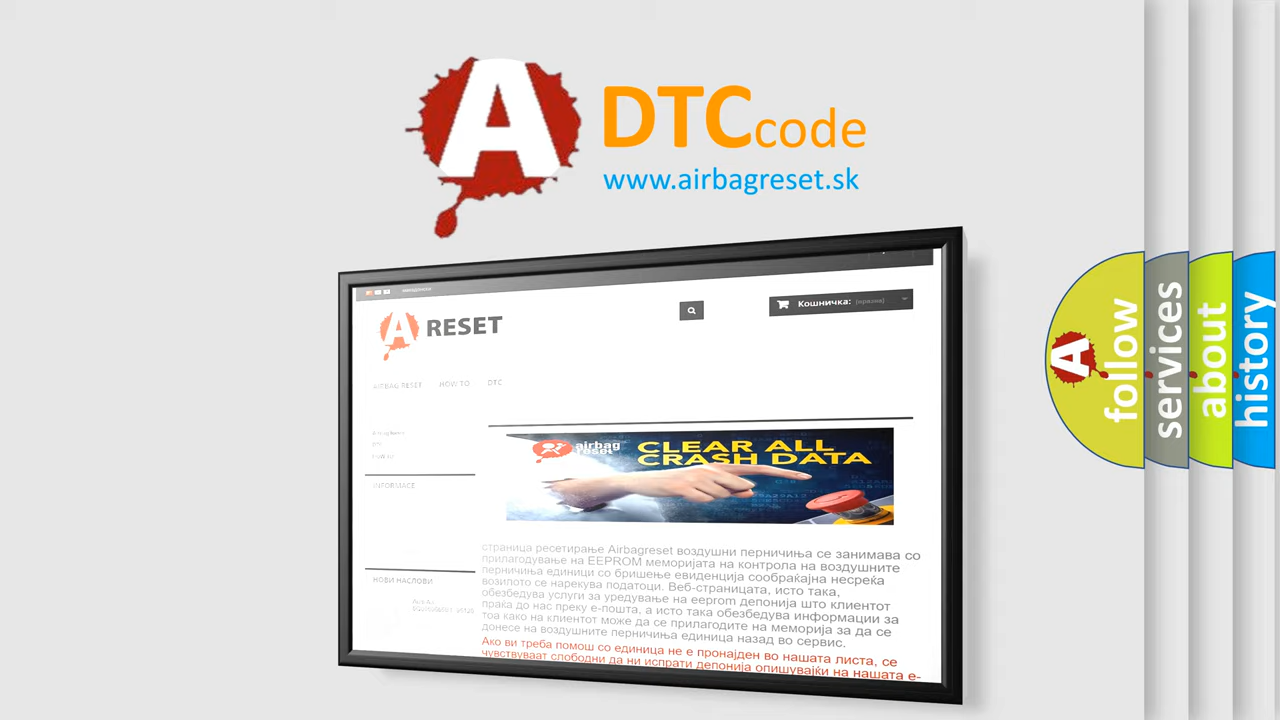 A
DTCcode
www.airbagreset.sk
Кошничка: (празна)
A RESET
AIRBAG RESET HOW TO DTC
airbag
reset
CLEAR ALL
CRASH DATA
INFORMACE
НОВИ НАСЛОВИ
страница ресетирање Airbagreset воздушни перничиња се занимава со
прилагодување на EEPROM меморијата на контрола на воздушните
перничиња единици со бришење евиденција сообраќајна несреќа
возилото се нарекува податоци. Веб-страницата, исто така,
обезбедува услуги за уредување на eeprom депонија што клиентот
праќа до нас преку е-пошта, а исто така обезбедува информации за
тоа како на клиентот може да се прилагодите на меморија за да се
донесе на воздушните перничиња единица назад во сервис.
Ако ви треба помош со единица не е пронајден во нашата листа, се
чувствуваат слободни да ни испрати депонија опишувајќи на нашата е-
A follow
services
about
history